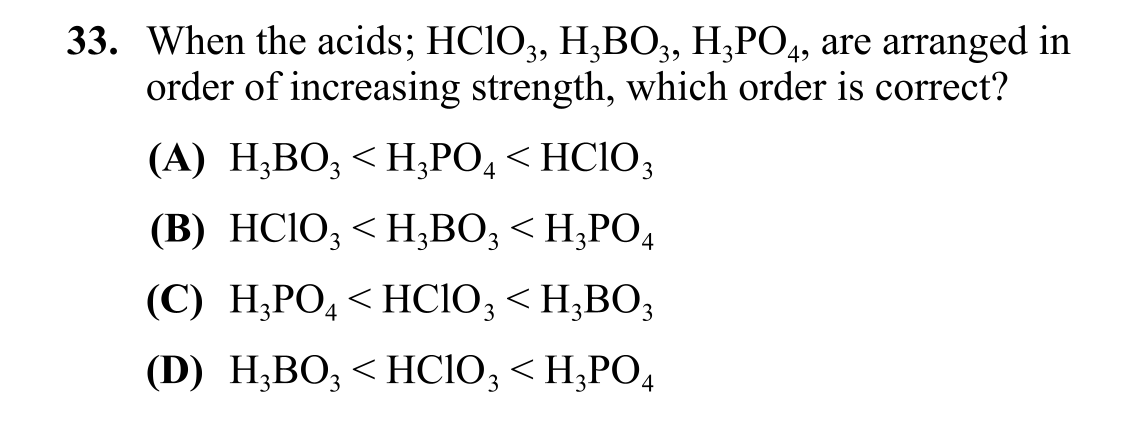 33. When the acids; HClO₃, H₃BO₃, H₃PO₄, are arranged in
order of increasing strength, which order is correct?
(A) H₃BO₃ < H₃PO₄ < HClO₃
(B) HClO₃ < H₃BO₃ < H₃PO₄
(C) H₃PO₄ < HClO₃ < H₃BO₃
(D) H₃BO₃ < HClO₃ < H₃PO₄